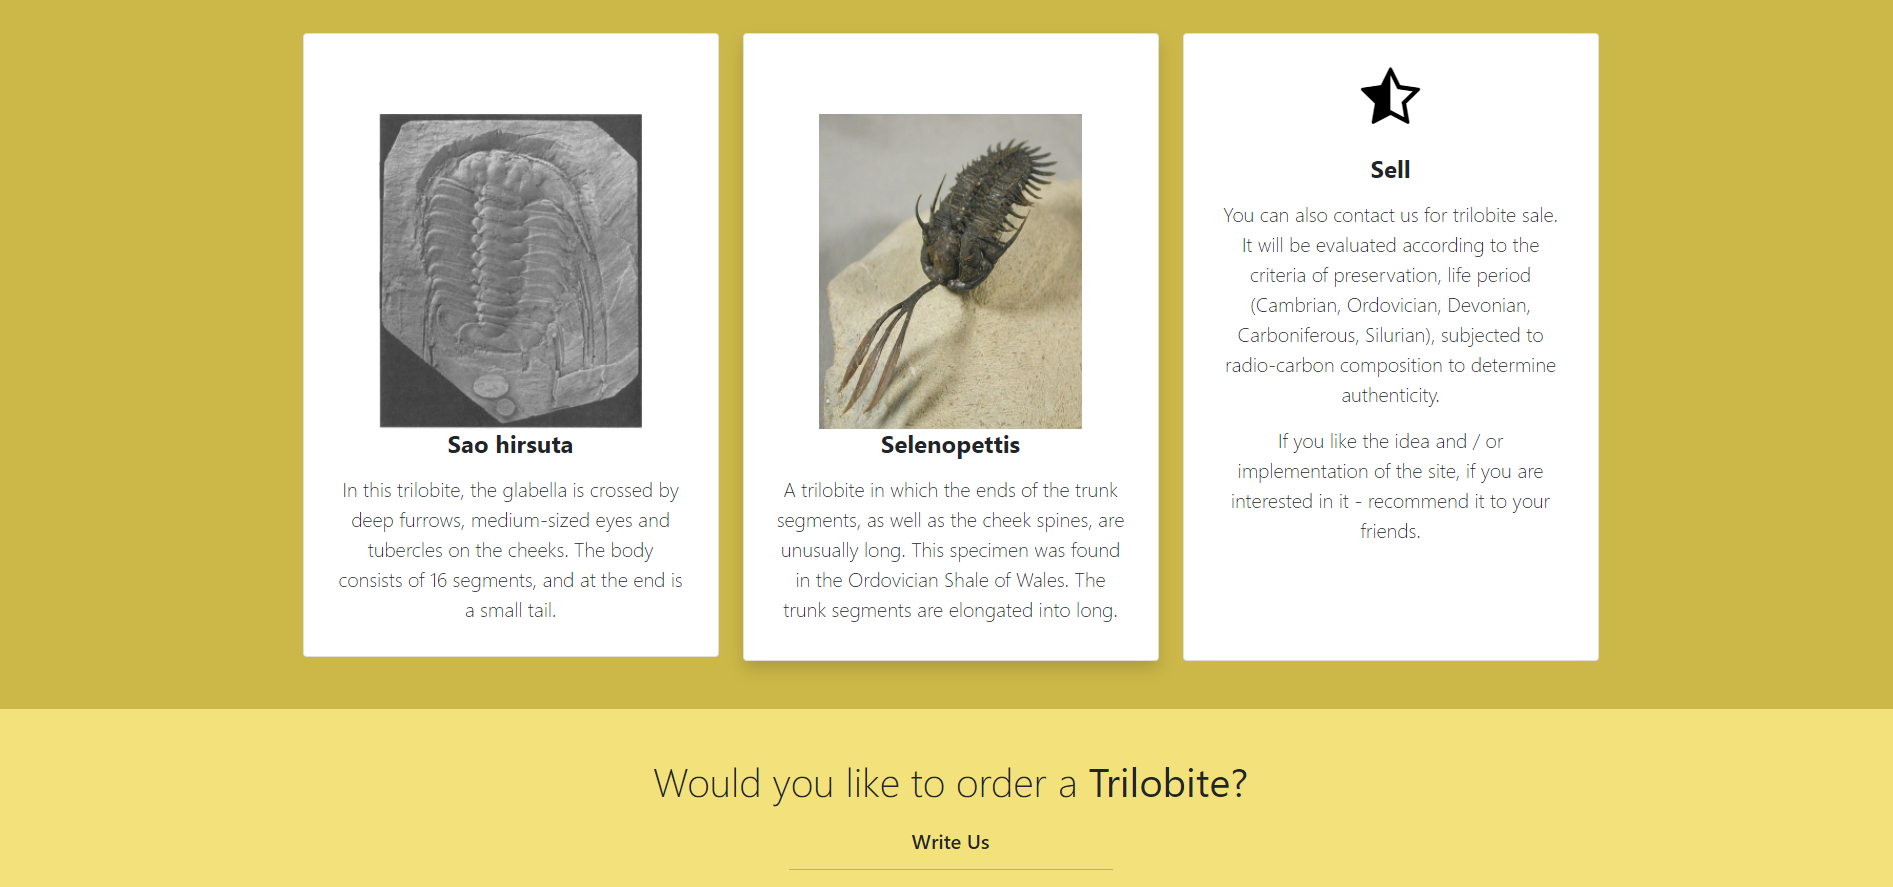 Sao hirsuta
In this trilobite, the glabella is crossed by
deep furrows, medium-sized eyes and
tubercles on the cheeks. The body
consists of 16 segments, and at the end is
a small tail.
Selenopettis
A trilobite in which the ends of the trunk
segments, as well as the cheek spines, are
unusually long. This specimen was found
in the Ordovician Shale of Wales. The
trunk segments are elongated into long.
Sell
You can also contact us for trilobite sale.
It will be evaluated according to the
criteria of preservation, life period
(Cambrian, Ordovician, Devonian,
Carboniferous, Silurian), subjected to
radio-carbon composition to determine
authenticity.
If you like the idea and / or
implementation of the site, if you are
interested in it - recommend it to your
friends.
Would you like to order a Trilobite?
Write Us